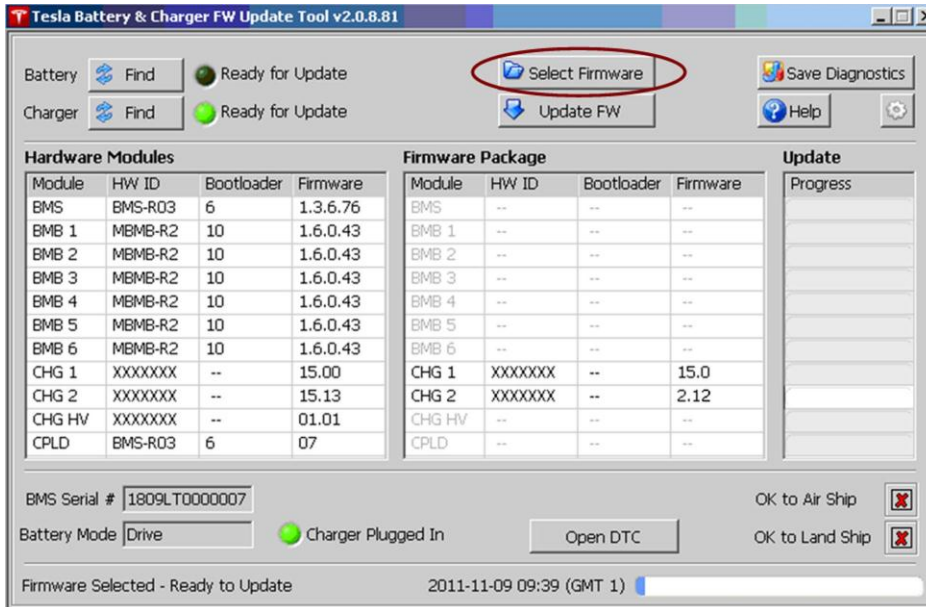 Tesla Battery & Charger FW Update Tool v2.0.8.81
Battery Find Ready for Update Select Firmware Save Diagnostics
Charger Find Ready for Update Update FW Help
Hardware Modules Firmware Package Update
Module HW ID Bootloader Firmware Module HW ID Bootloader Firmware Progress
BMS BMS-R03 6 1.3.6.76 BMS -- -- --
BMB 1 MBMB-R2 10 1.6.0.43 BMB 1 -- -- --
BMB 2 MBMB-R2 10 1.6.0.43 BMB 2 -- -- --
BMB 3 MBMB-R2 10 1.6.0.43 BMB 3 -- -- --
BMB 4 MBMB-R2 10 1.6.0.43 BMB 4 -- -- --
BMB 5 MBMB-R2 10 1.6.0.43 BMB 5 -- -- --
BMB 6 MBMB-R2 10 1.6.0.43 BMB 6 -- -- --
CHG 1 XXXXXXX -- 15.00 CHG 1 XXXXXXX -- 15.0
CHG 2 XXXXXXX -- 15.13 CHG 2 XXXXXXX -- 2.12
CHG HV XXXXXXX -- 01.01 CHG HV -- -- --
CPLD BMS-R03 6 07 CPLD -- -- --
BMS Serial # 1809LT0000007 OK to Air Ship
Battery Mode Drive Charger Plugged In Open DTC OK to Land Ship
Firmware Selected - Ready to Update 2011-11-09 09:39 (GMT 1)